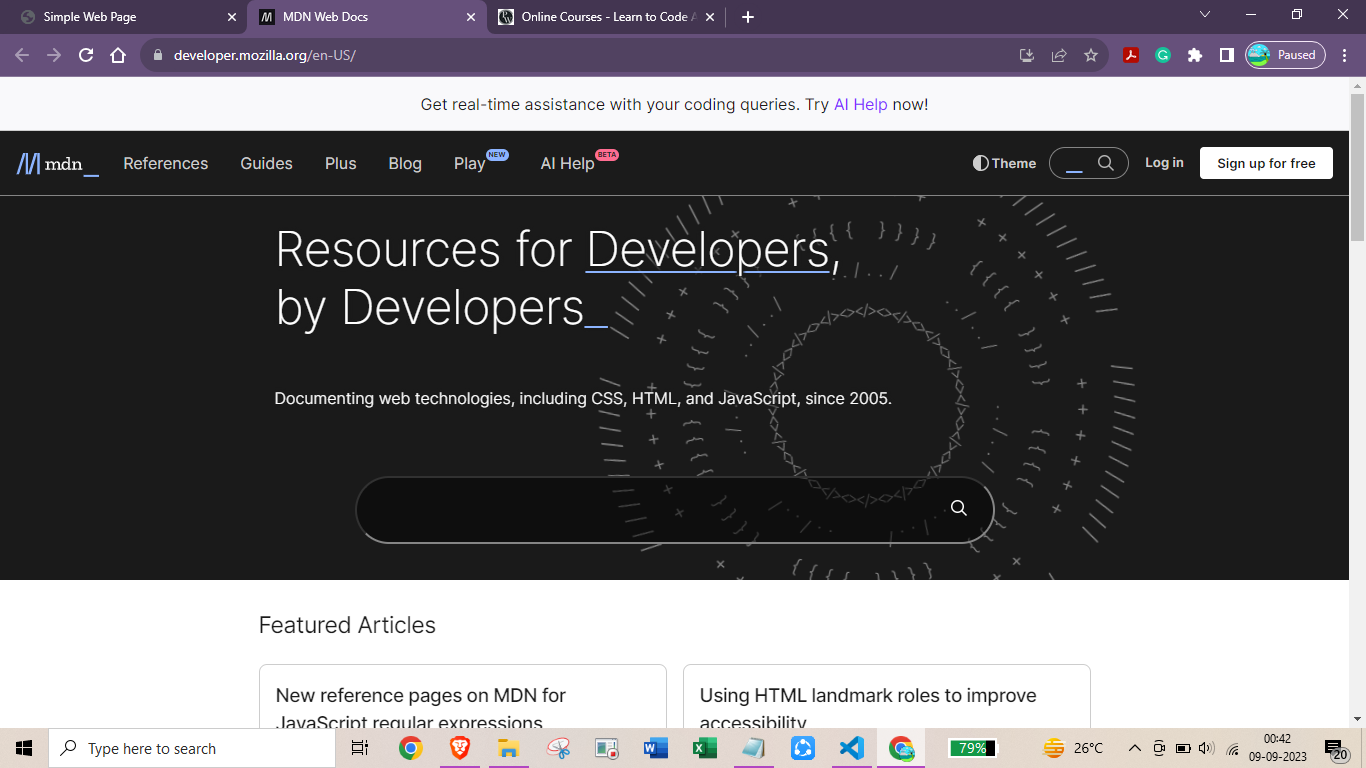 Simple Web Page
MDN Web Docs
Online Courses - Learn to Code
developer.mozilla.org/en-US/
Paused
Get real-time assistance with your coding queries. Try AI Help now!
mdn_
References
Guides
Plus
Blog
Play NEW
AI Help BETA
Theme
Log in
Sign up for free
Resources for Developers,
by Developers_
Documenting web technologies, including CSS, HTML, and JavaScript, since 2005.
Featured Articles
New reference pages on MDN for
JavaScript regular expressions
Using HTML landmark roles to improve
accessibility
Type here to search
79%
26°C
00:42
09-09-2023
20